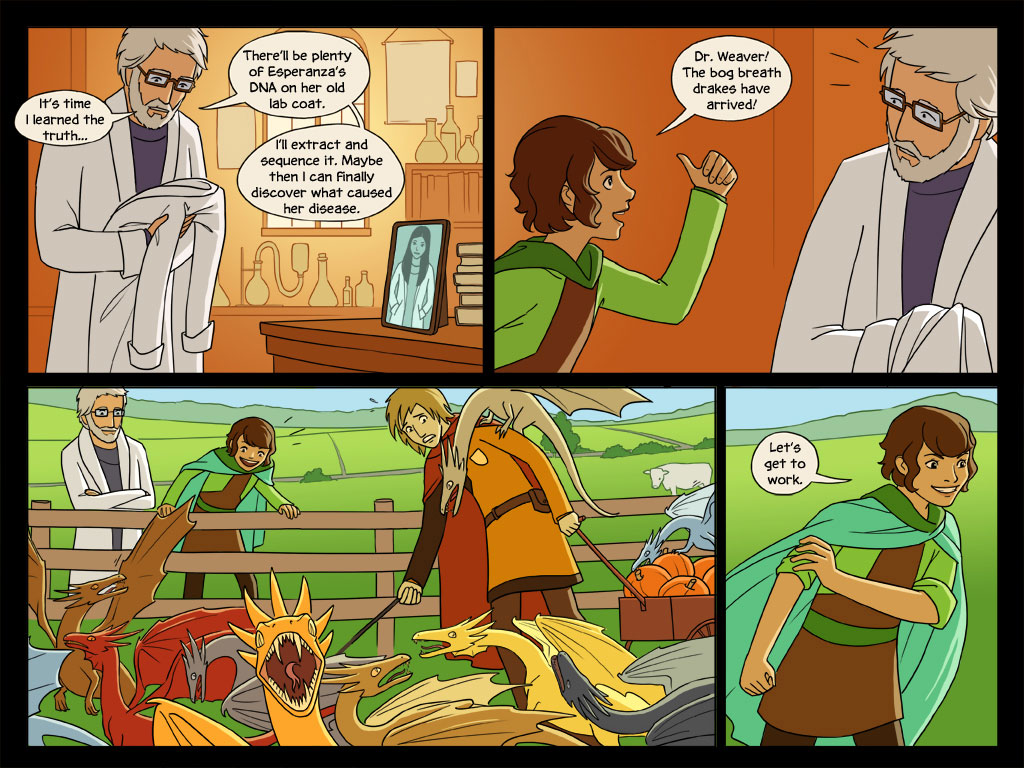 It's time
I learned the
truth...
There'll be plenty
of Esperanza's
DNA on her old
lab coat.
I'll extract and
sequence it. Maybe
then I can finally
discover what caused
her disease.
Dr. Weaver!
The bog breath
drakes have
arrived!
Let's
get to
work.